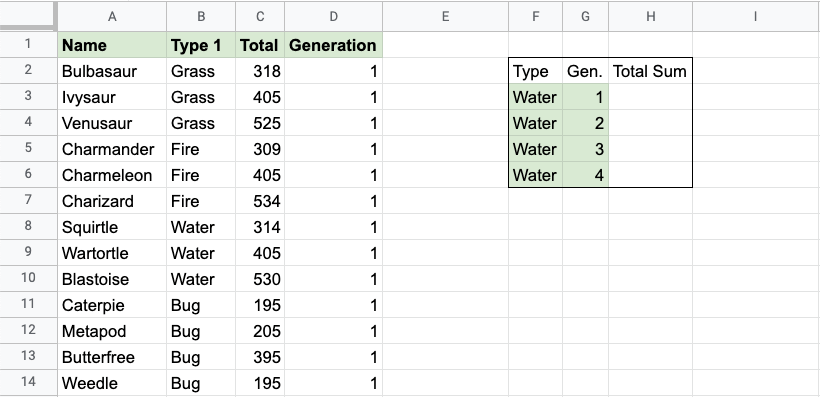 A B C D E F G H I
1 Name Type 1 Total Generation
2 Bulbasaur Grass 318 1 Type Gen. Total Sum
3 Ivysaur Grass 405 1 Water 1
4 Venusaur Grass 525 1 Water 2
5 Charmander Fire 309 1 Water 3
6 Charmeleon Fire 405 1 Water 4
7 Charizard Fire 534 1
8 Squirtle Water 314 1
9 Wartortle Water 405 1
10 Blastoise Water 530 1
11 Caterpie Bug 195 1
12 Metapod Bug 205 1
13 Butterfree Bug 395 1
14 Weedle Bug 195 1